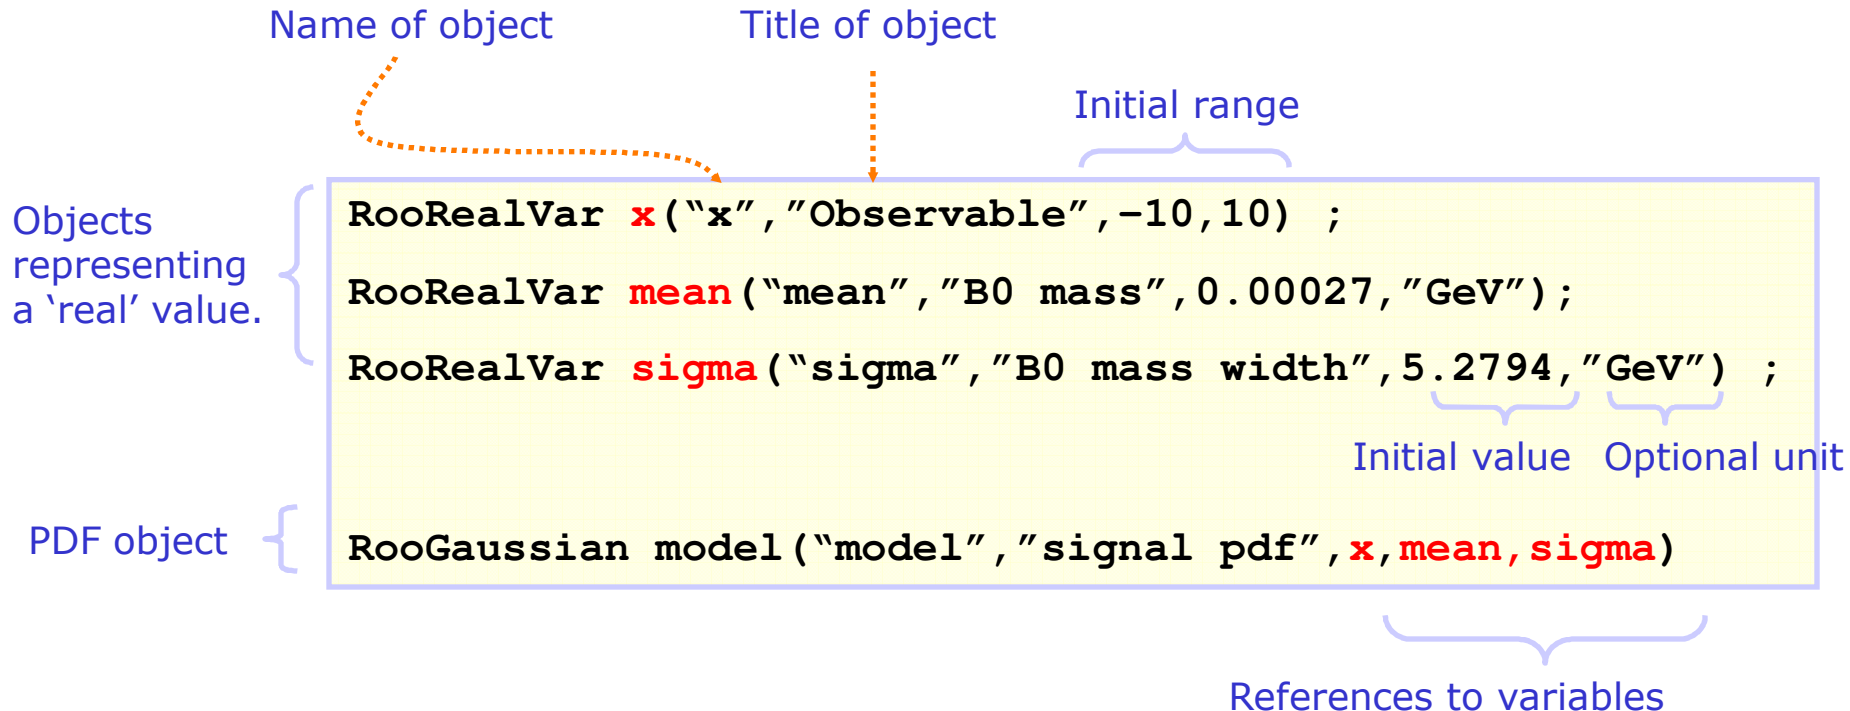 Name of object
Title of object
Initial range
Objects
representing
a ‘real’ value.
RooRealVar x(“x”,”Observable”,-10,10) ;
RooRealVar mean(“mean”,”B0 mass”,0.00027,”GeV”);
RooRealVar sigma(“sigma”,”B0 mass width”,5.2794,”GeV”) ;
Initial value
Optional unit
PDF object
RooGaussian model(“model”,”signal pdf”,x,mean,sigma)
References to variables